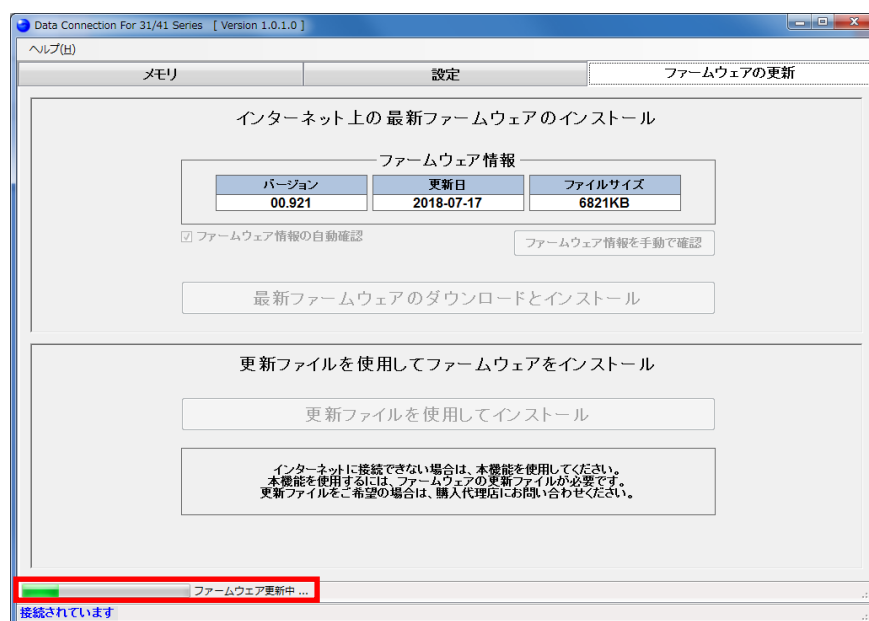 Data Connection For 31/41 Series [ Version 1.0.1.0 ]
ヘルプ(H)
メモリ 設定 ファームウェアの更新
インターネット上の最新ファームウェアのインストール
ファームウェア情報
バージョン 更新日 ファイルサイズ
00.921 2018-07-17 6821KB
ファームウェア情報の自動確認 ファームウェア情報を手動で確認
最新ファームウェアのダウンロードとインストール
更新ファイルを使用してファームウェアをインストール
更新ファイルを使用してインストール
インターネットに接続できない場合は、本機能を使用してください。
本機能を使用するには、ファームウェアの更新ファイルが必要です。
更新ファイルをご希望の場合は、購入代理店にお問い合わせください。
ファームウェア更新中 ...
接続されています